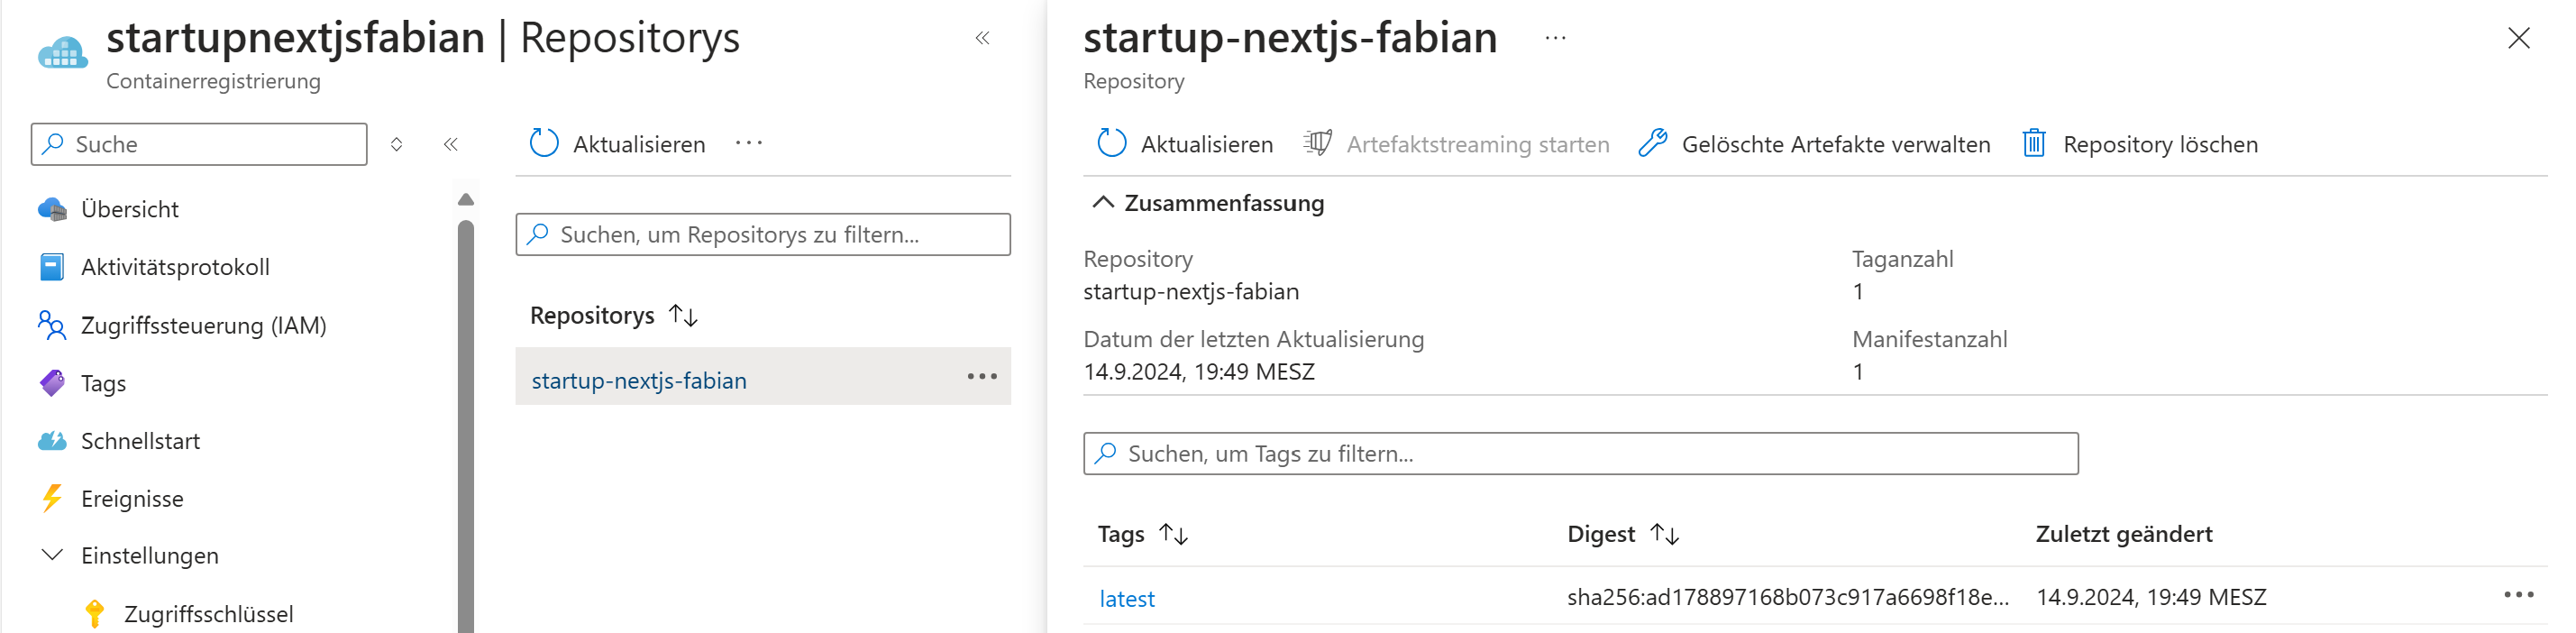 startupnextjsfabian | Repositorys
Containerregistrierung
Suche
Übersicht
Aktivitätsprotokoll
Zugriffssteuerung (IAM)
Tags
Schnellstart
Ereignisse
Einstellungen
Zugriffsschlüssel
Aktualisieren
Suchen, um Repositorys zu filtern...
Repositorys
startup-nextjs-fabian
startup-nextjs-fabian
Repository
Aktualisieren Artefaktstreaming starten Gelöschte Artefakte verwalten Repository löschen
Zusammenfassung
Repository
startup-nextjs-fabian
Taganzahl
1
Datum der letzten Aktualisierung
14.9.2024, 19:49 MESZ
Manifestanzahl
1
Suchen, um Tags zu filtern...
Tags Digest Zuletzt geändert
latest sha256:ad178897168b073c917a6698f18e... 14.9.2024, 19:49 MESZ